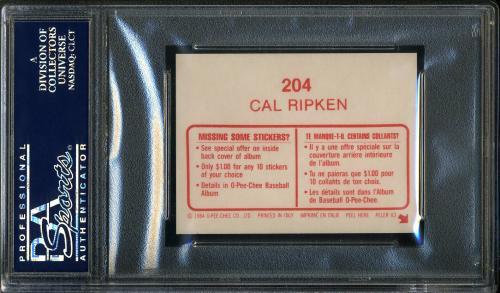 A
DIVISION OF
COLLECTORS
UNIVERSE
NASDAQ: CLCT
PSA
Sports
PROFESSIONAL
AUTHENTICATOR
204
CAL RIPKEN
MISSING SOME STICKERS?
• See special offer on inside
back cover of album
• Only $1.00 for any 10 stickers
of your choice
• Details in O-Pee-Chee Baseball
Album
TE MANQUE-T-IL CERTAINS COLLANTS?
• Il y a une offre spéciale sur la
couverture arrière intérieure
de l'album.
• Tu ne paieras que $1.00 pour
10 collants de ton choix.
• Les détails sont dans l'Album
de Baseball O-Pee-Chee.
© 1984 O-PEE-CHEE CO. LTD. PRINTED IN ITALY IMPRIMÉ EN ITALIE PEEL HERE PELER ICI